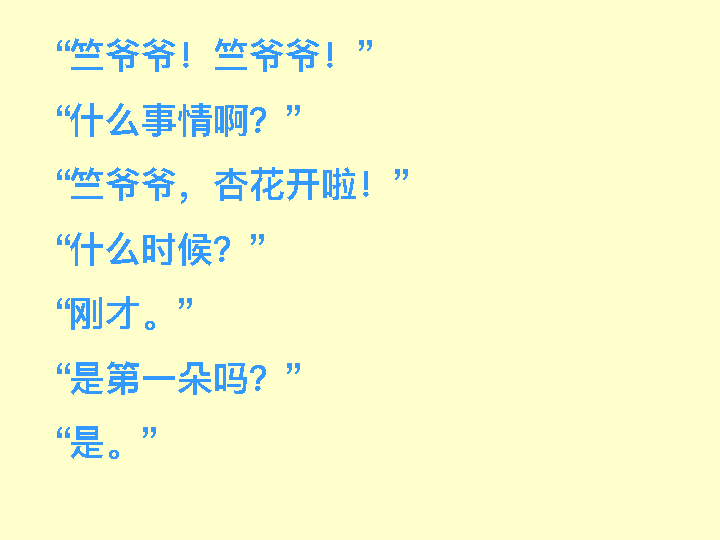 “竺爷爷！竺爷爷！”
“什么事情啊？”
“竺爷爷，杏花开啦！”
“什么时候？”
“刚才。”
“是第一朵吗？”
“是。”